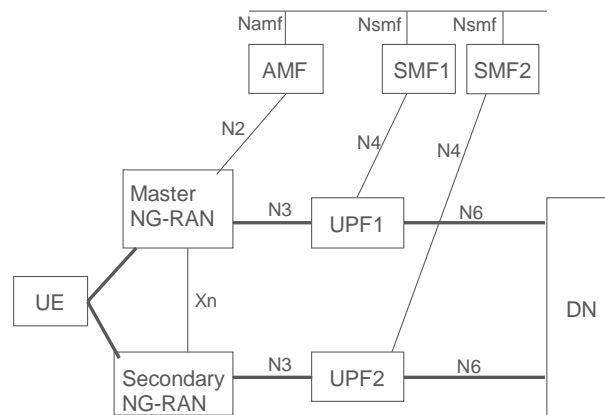 Namf
Nsmf
Nsmf
AMF
SMF1
SMF2
N2
N4
N4
Master
NG-RAN
N3
UPF1
N6
UE
Xn
DN
Secondary
NG-RAN
N3
UPF2
N6